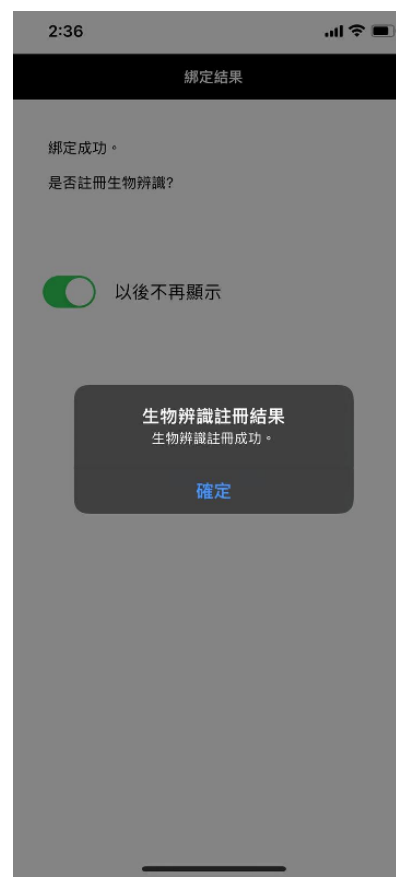 2:36
綁定結果
綁定成功。
是否註冊生物辨識?
以後不再顯示
生物辨識註冊結果
生物辨識註冊成功。
確定